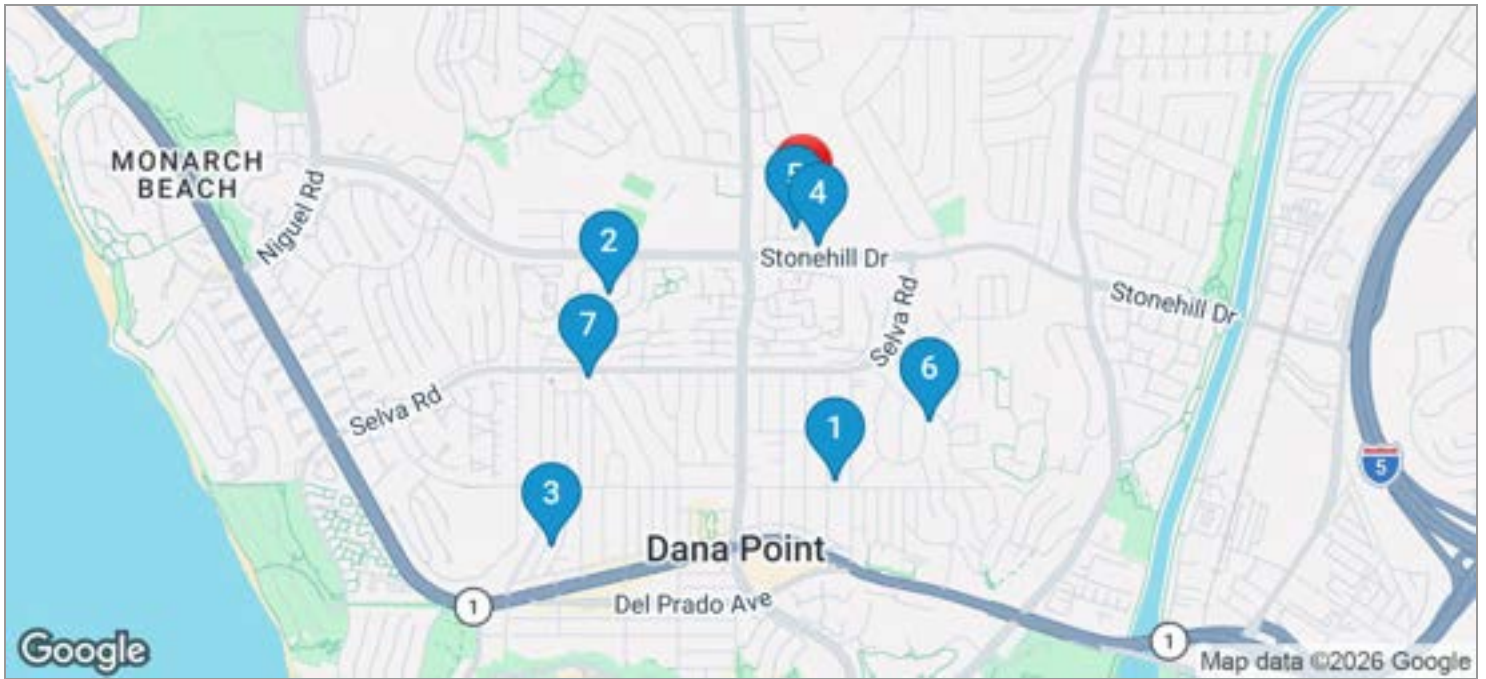 MONARCH
BEACH
Niguel Rd
5
4
2
Stonehill Dr
Stonehill Dr
7
Selva Rd
6
Selva Rd
1
3
5
Dana Point
1
Del Prado Ave
1
Google
Map data ©2026 Google